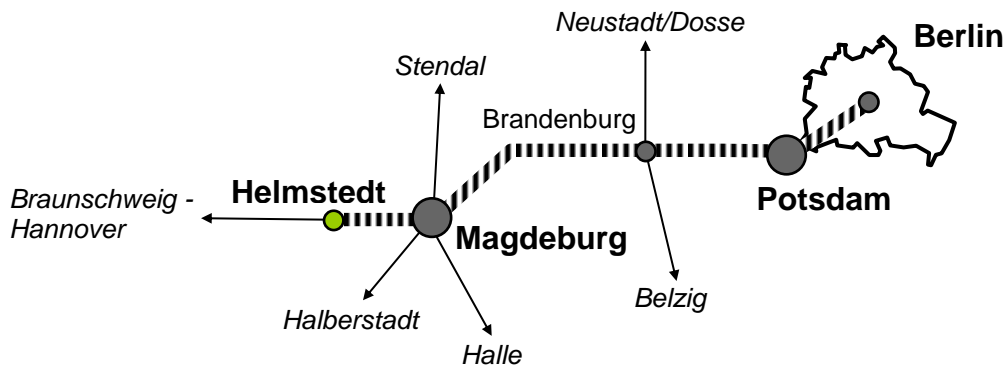 Neustadt/Dosse
Berlin
Stendal
Brandenburg
Helmstedt
Potsdam
Braunschweig -
Hannover
Magdeburg
Belzig
Halberstadt
Halle